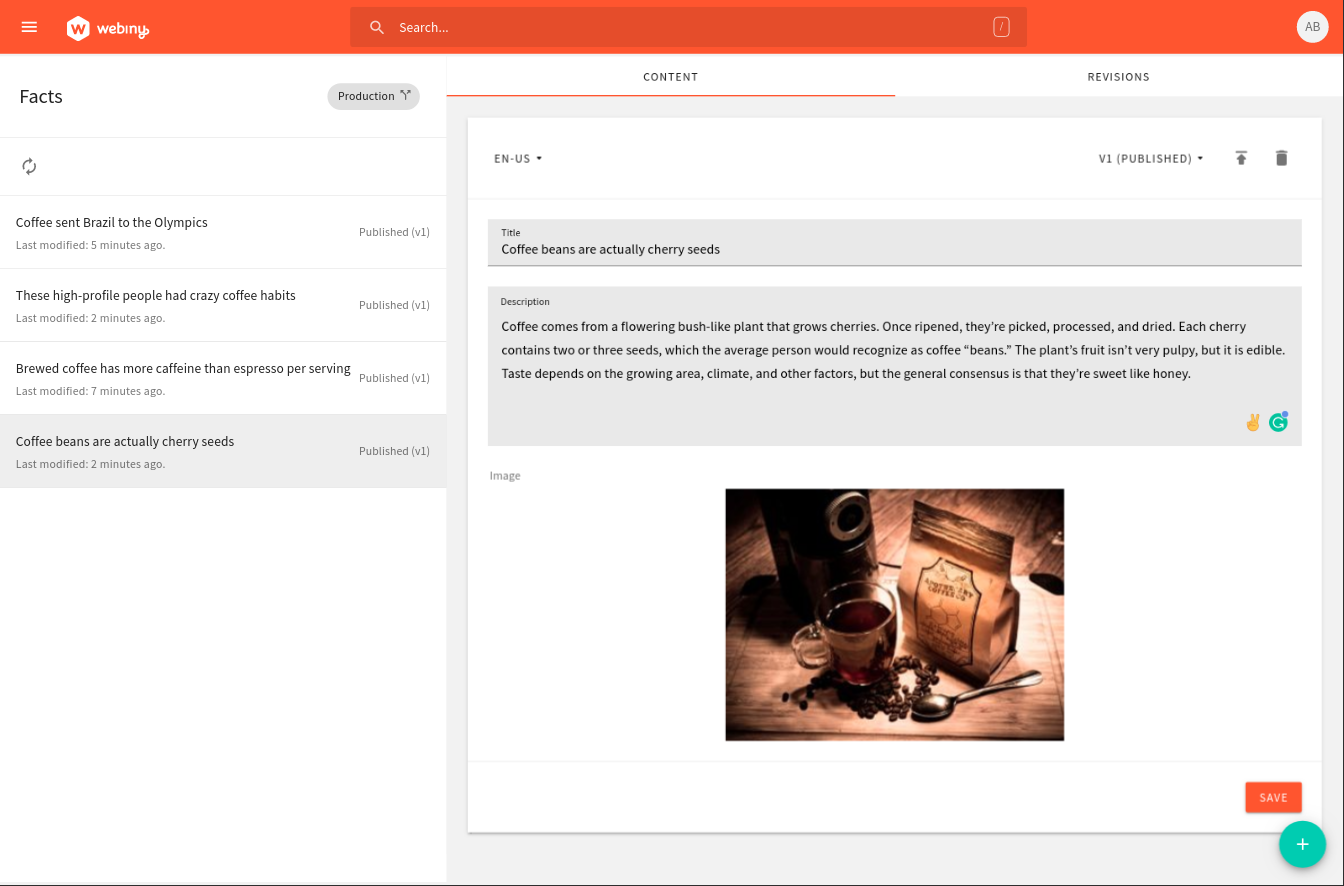 webiny
Search...
/
AB
Facts
Production
CONTENT
REVISIONS
EN-US
V1 (PUBLISHED)
Coffee sent Brazil to the Olympics
Last modified: 5 minutes ago.
Published (v1)
These high-profile people had crazy coffee habits
Last modified: 2 minutes ago.
Published (v1)
Brewed coffee has more caffeine than espresso per serving
Last modified: 7 minutes ago.
Published (v1)
Coffee beans are actually cherry seeds
Last modified: 2 minutes ago.
Published (v1)
Title
Coffee beans are actually cherry seeds
Description
Coffee comes from a flowering bush-like plant that grows cherries. Once ripened, they’re picked, processed, and dried. Each cherry
contains two or three seeds, which the average person would recognize as coffee “beans.” The plant’s fruit isn’t very pulpy, but it is edible.
Taste depends on the growing area, climate, and other factors, but the general consensus is that they’re sweet like honey.
Image
APOTHECARY
COFFEE CO
SAVE